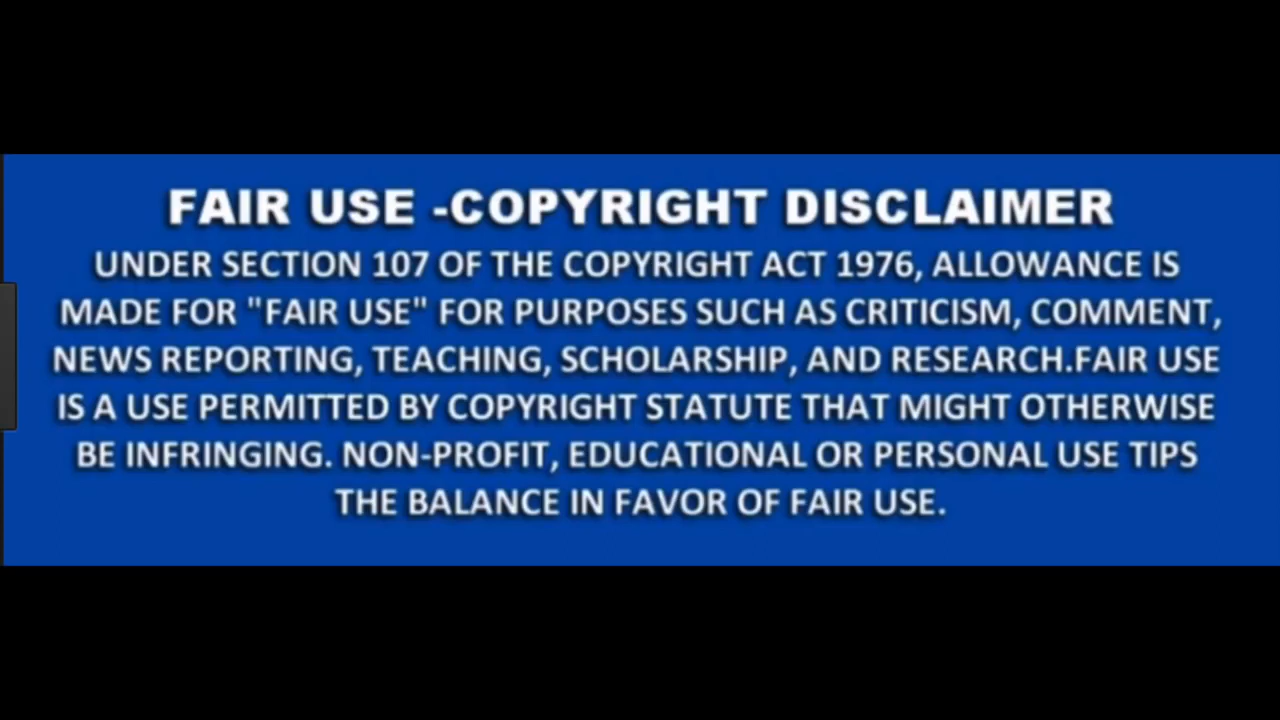 FAIR USE -COPYRIGHT DISCLAIMER
UNDER SECTION 107 OF THE COPYRIGHT ACT 1976, ALLOWANCE IS
MADE FOR "FAIR USE" FOR PURPOSES SUCH AS CRITICISM, COMMENT,
NEWS REPORTING, TEACHING, SCHOLARSHIP, AND RESEARCH.FAIR USE
IS A USE PERMITTED BY COPYRIGHT STATUTE THAT MIGHT OTHERWISE
BE INFRINGING. NON-PROFIT, EDUCATIONAL OR PERSONAL USE TIPS
THE BALANCE IN FAVOR OF FAIR USE.